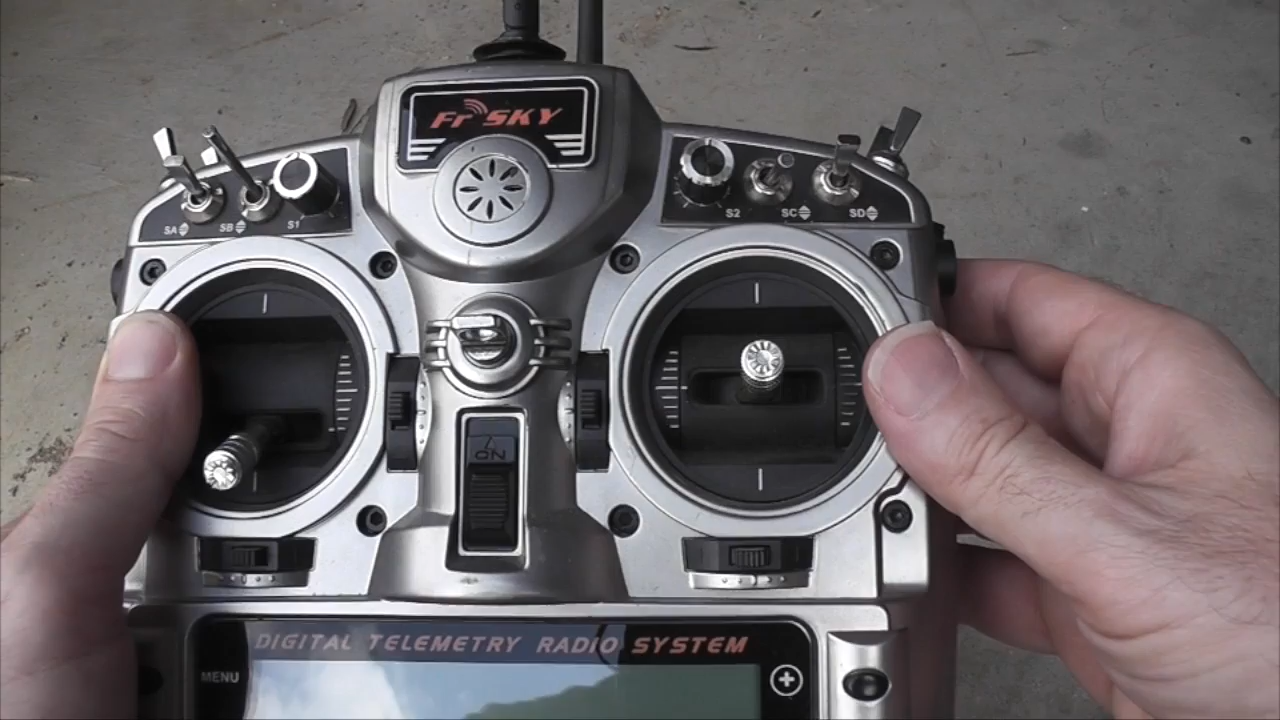 FrSKY
SA
SB
S1
S2
SC
SD
ON
DIGITAL TELEMETRY RADIO SYSTEM
MENU